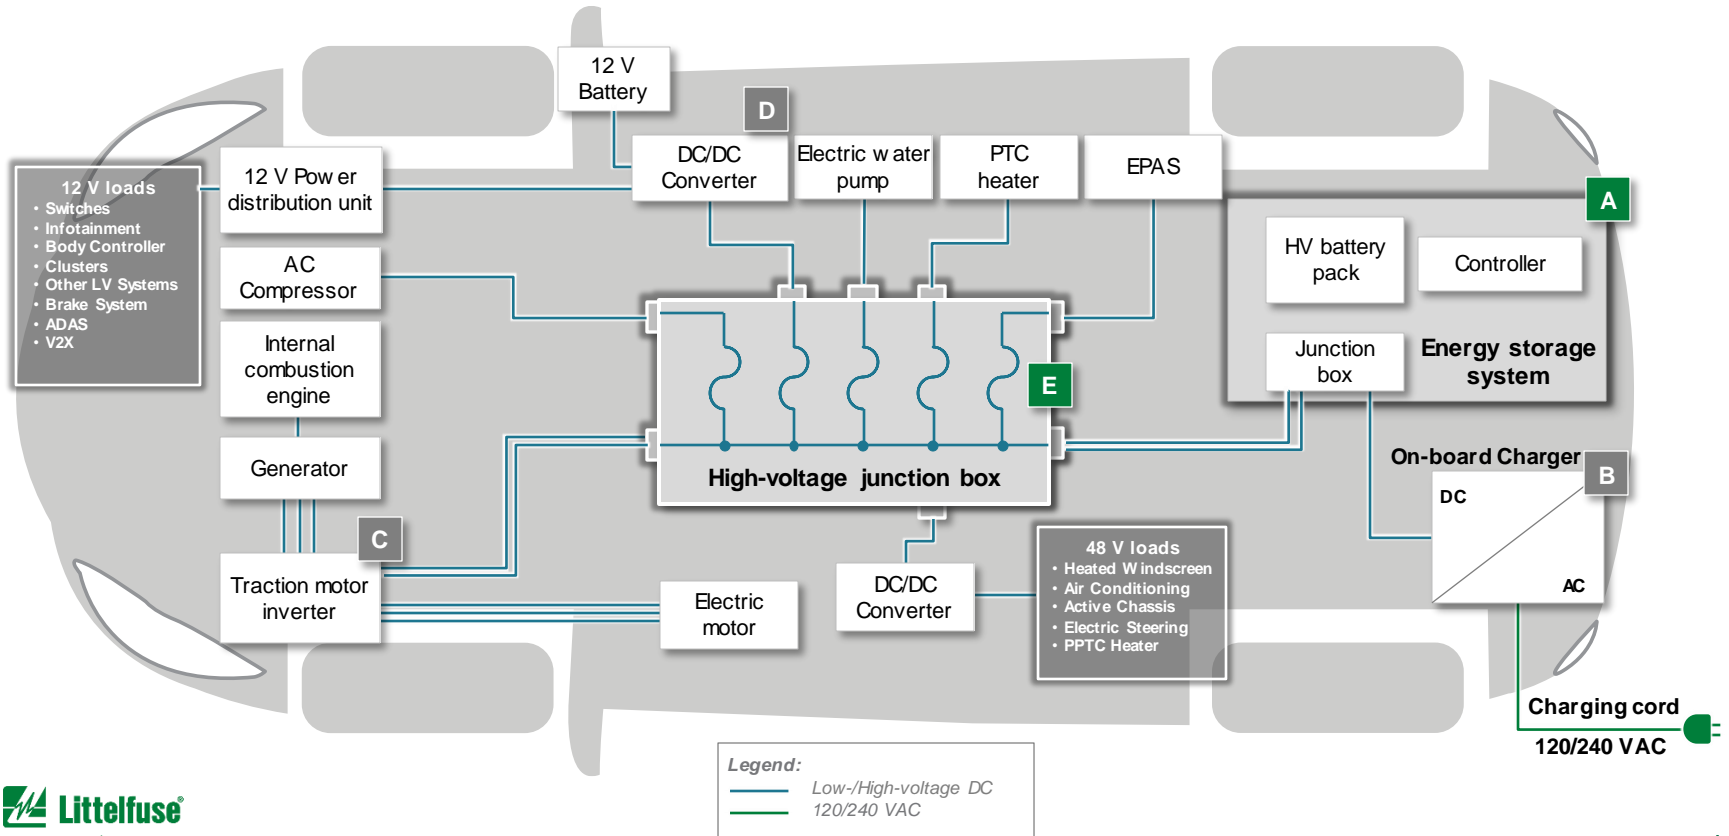 12 V
Battery
D
DC/DC
Converter
Electric water
pump
PTC
heater
EPAS
A
12 V loads
• Switches
• Infotainment
• Body Controller
• Clusters
• Other LV Systems
• Brake System
• ADAS
• V2X
12 V Power
distribution unit
AC
Compressor
Internal
combustion
engine
Generator
C
Traction motor
inverter
HV battery
pack
Controller
Junction
box
Energy storage
system
E
High-voltage junction box
On-board Charger
B
DC
AC
Electric
motor
DC/DC
Converter
48 V loads
• Heated Windscreen
• Air Conditioning
• Active Chassis
• Electric Steering
• PPTC Heater
Charging cord
120/240 VAC
Legend:
Low-/High-voltage DC
120/240 VAC
Littelfuse®